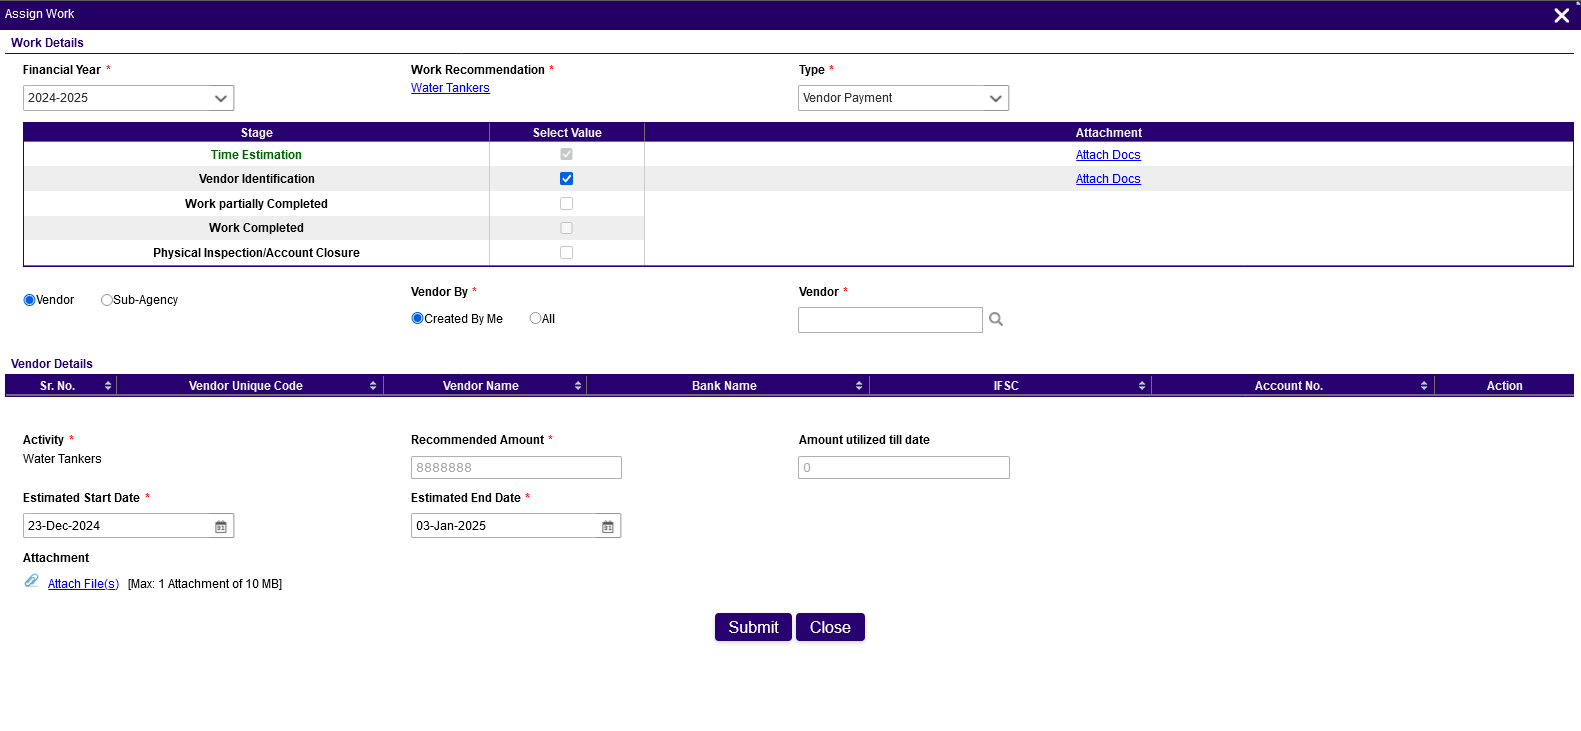 Assign Work
Work Details
Financial Year *
Work Recommendation *
Type *
2024-2025
Water Tankers
Vendor Payment
Stage Select Value Attachment
Time Estimation Attach Docs
Vendor Identification Attach Docs
Work partially Completed
Work Completed
Physical Inspection/Account Closure
Vendor Sub-Agency
Vendor By *
Created By Me All
Vendor *
Vendor Details
Sr. No. Vendor Unique Code Vendor Name Bank Name IFSC Account No. Action
Activity *
Water Tankers
Recommended Amount *
8888888
Amount utilized till date
0
Estimated Start Date *
23-Dec-2024
Estimated End Date *
03-Jan-2025
Attachment
Attach File(s) [Max: 1 Attachment of 10 MB]
Submit Close